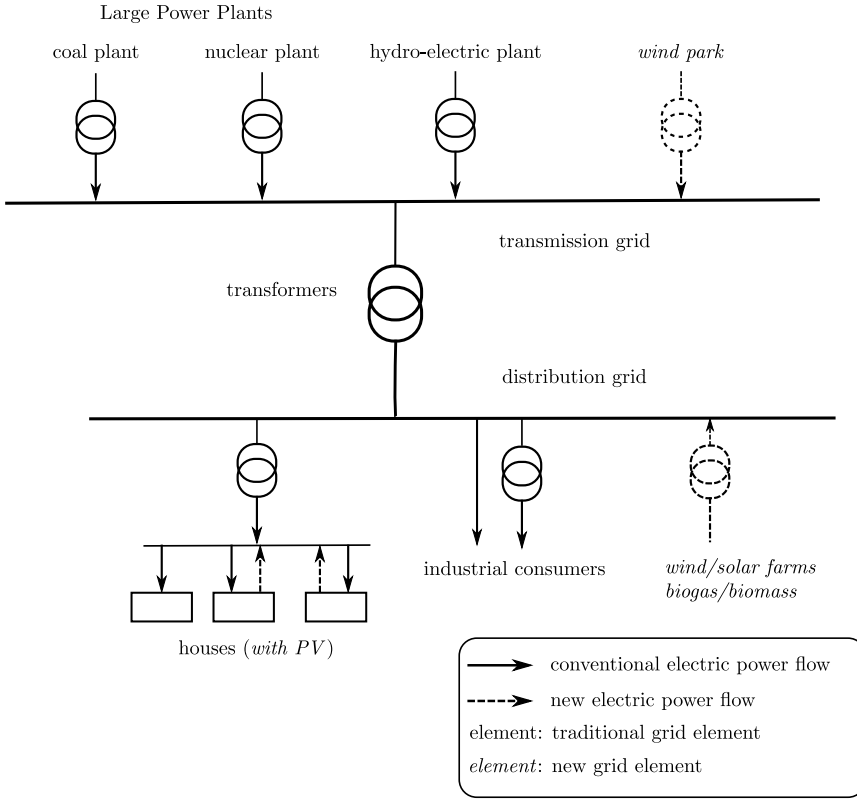 Large Power Plants
coal plant
nuclear plant
hydro-electric plant
wind park
transmission grid
transformers
distribution grid
industrial consumers
wind/solar farms
biogas/biomass
houses (with PV)
conventional electric power flow
new electric power flow
element: traditional grid element
element: new grid element